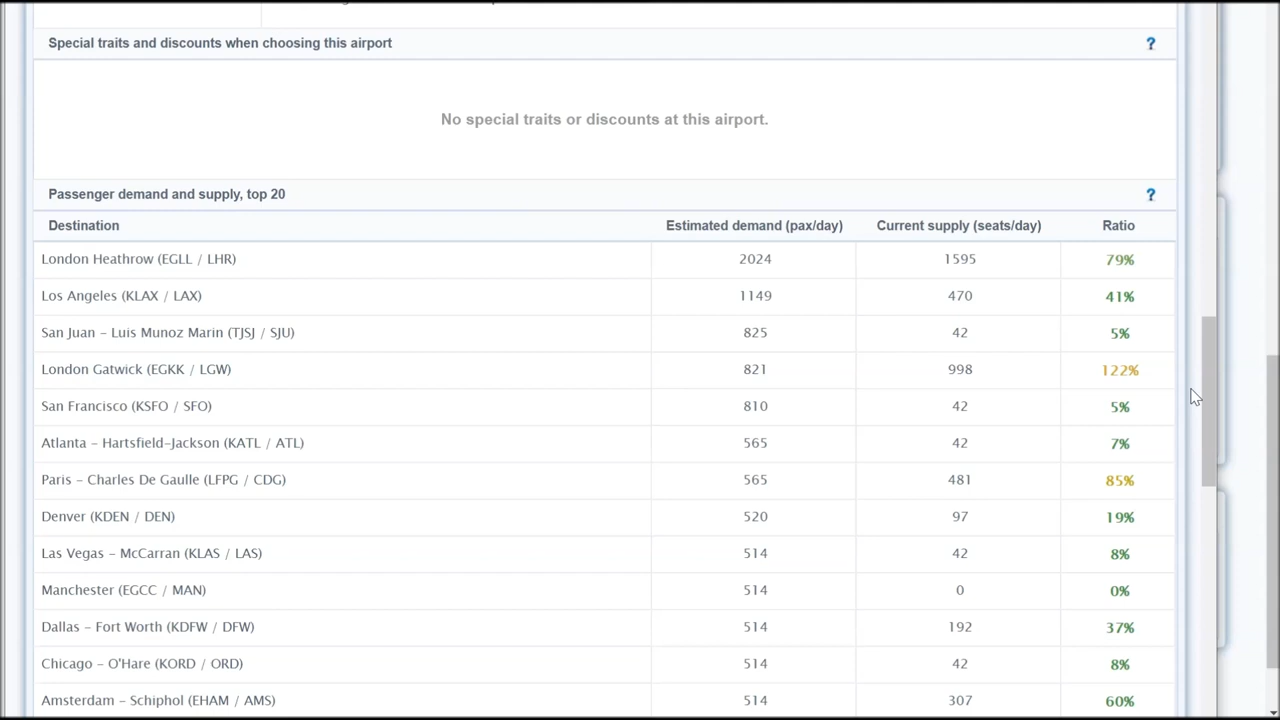 Special traits and discounts when choosing this airport ?
No special traits or discounts at this airport.
Passenger demand and supply, top 20 ?
Destination Estimated demand (pax/day) Current supply (seats/day) Ratio
London Heathrow (EGLL / LHR) 2024 1595 79%
Los Angeles (KLAX / LAX) 1149 470 41%
San Juan - Luis Munoz Marin (TJSJ / SJU) 825 42 5%
London Gatwick (EGKK / LGW) 821 998 122%
San Francisco (KSFO / SFO) 810 42 5%
Atlanta - Hartsfield-Jackson (KATL / ATL) 565 42 7%
Paris - Charles De Gaulle (LFPG / CDG) 565 481 85%
Denver (KDEN / DEN) 520 97 19%
Las Vegas - McCarran (KLAS / LAS) 514 42 8%
Manchester (EGCC / MAN) 514 0 0%
Dallas - Fort Worth (KDFW / DFW) 514 192 37%
Chicago - O'Hare (KORD / ORD) 514 42 8%
Amsterdam - Schiphol (EHAM / AMS) 514 307 60%